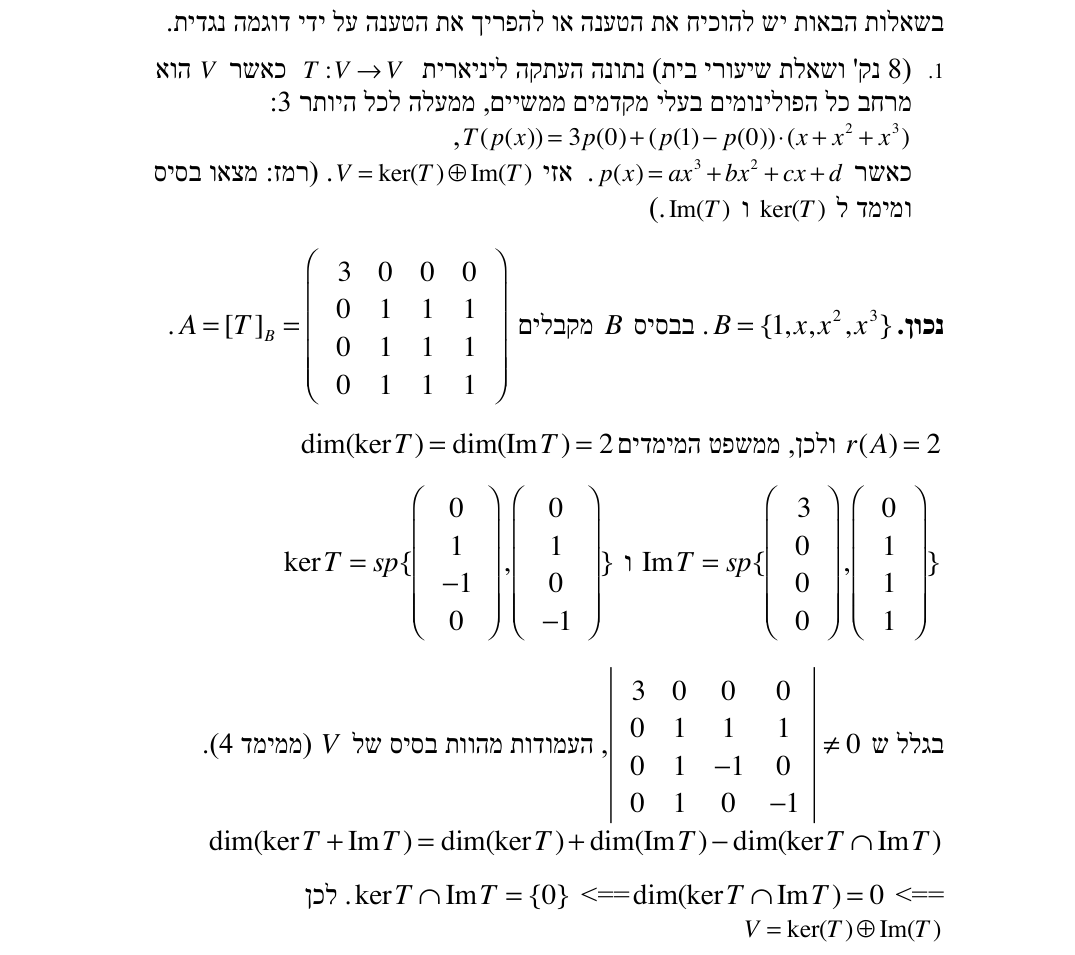 בשאלות הבאות יש להוכיח את הטענה או להפריך את הטענה על ידי דוגמה נגדית.
1. (8 נק' ושאלת שיעורי בית) נתונה העתקה ליניארית T : V → V כאשר V הוא
מרחב כל הפולינומים בעלי מקדמים ממשיים, ממעלה לכל היותר 3:
T(p(x)) = 3p(0) + (p(1) − p(0))·(x + x² + x³),
כאשר p(x) = ax³ + bx² + cx + d. אזי V = ker(T) ⊕ Im(T). (רמז: מצאו בסיס
ומימד ל ker(T) ו Im(T).)
נכון. B = {1, x, x², x³}. בבסיס B מקבלים A = [T]_B = ( 3 0 0 0
0 1 1 1
0 1 1 1
0 1 1 1 ).
r(A) = 2 ולכן, ממשפט המימדים dim(ker T) = dim(Im T) = 2
ker T = sp{ (0 1 −1 0), (0 1 0 −1) } ו Im T = sp{ (3 0 0 0), (0 1 1 1) }
בגלל ש | 3 0 0 0
0 1 1 1
0 1 −1 0
0 1 0 −1 | ≠ 0, העמודות מהוות בסיס של V (ממימד 4).
dim(ker T + Im T) = dim(ker T) + dim(Im T) − dim(ker T ∩ Im T)
<== dim(ker T ∩ Im T) = 0 <== ker T ∩ Im T = {0}. לכן
V = ker(T) ⊕ Im(T)